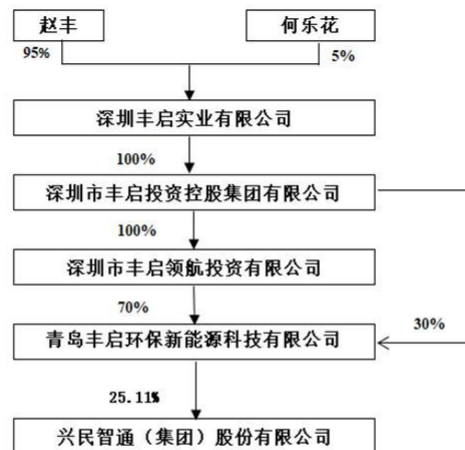 赵丰
何乐花
95%
5%
深圳丰启实业有限公司
100%
深圳市丰启投资控股集团有限公司
100%
深圳市丰启领航投资有限公司
70%
30%
青岛丰启环保新能源科技有限公司
25.11%
兴民智通（集团）股份有限公司